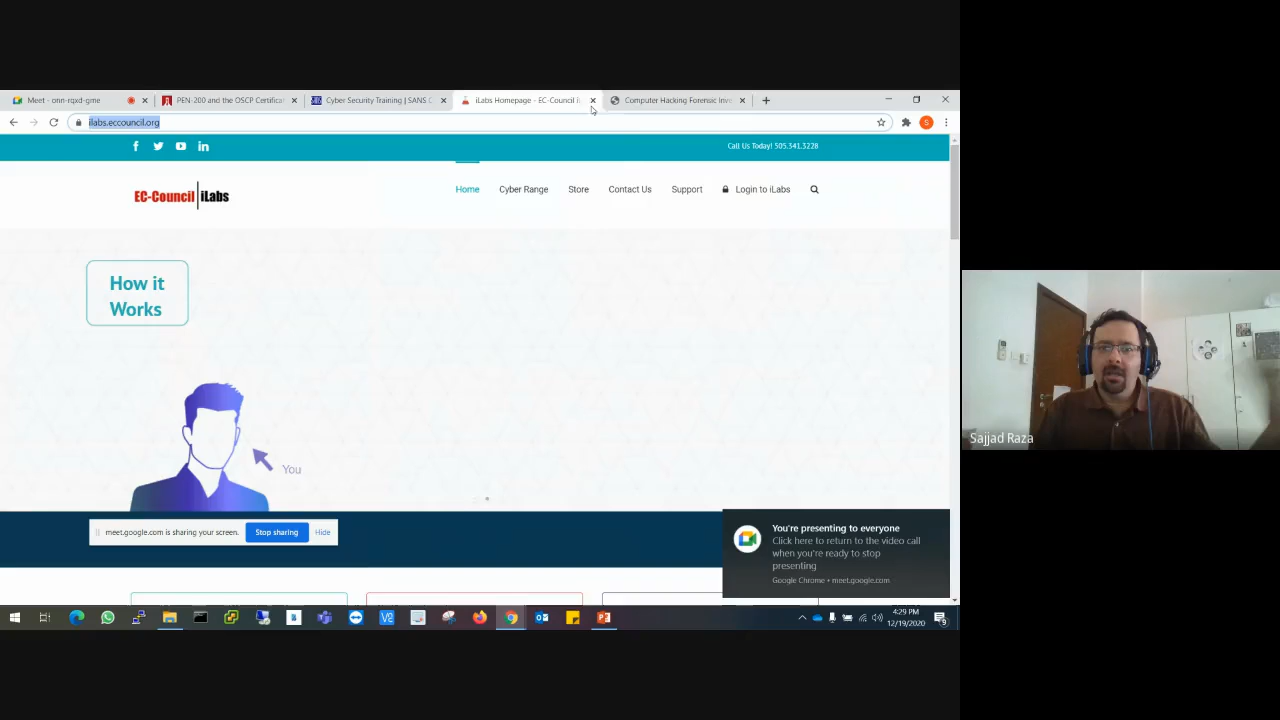 Meet - onn-rqxd-gme
PEN-200 and the OSCP Certificat
Cyber Security Training | SANS C
iLabs Homepage - EC-Council iL
Computer Hacking Forensic Inve
ilabs.eccouncil.org
S
Call Us Today! 505.341.3228
EC-Council iLabs
Home
Cyber Range
Store
Contact Us
Support
Login to iLabs
How it
Works
You
meet.google.com is sharing your screen.
Stop sharing
Hide
You're presenting to everyone
Click here to return to the video call
when you're ready to stop
presenting
Google Chrome • meet.google.com
4:29 PM
12/19/2020
Sajjad Raza